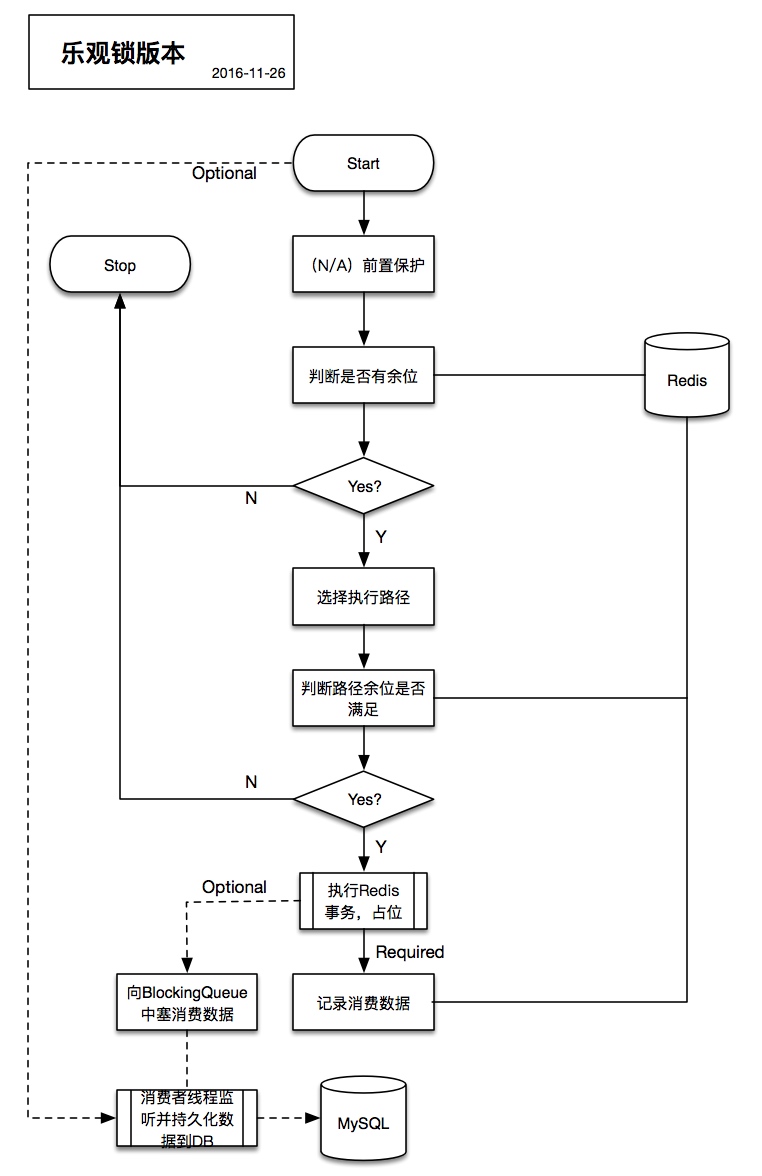 乐观锁版本
2016-11-26
Start
Optional
Stop
（N/A）前置保护
判断是否有余位
Redis
Yes?
N
Y
选择执行路径
判断路径余位是否
满足
N
Yes?
Y
Optional
执行Redis
事务，占位
Required
向BlockingQueue
中塞消费数据
记录消费数据
消费者线程监
听并持久化数
据到DB
MySQL